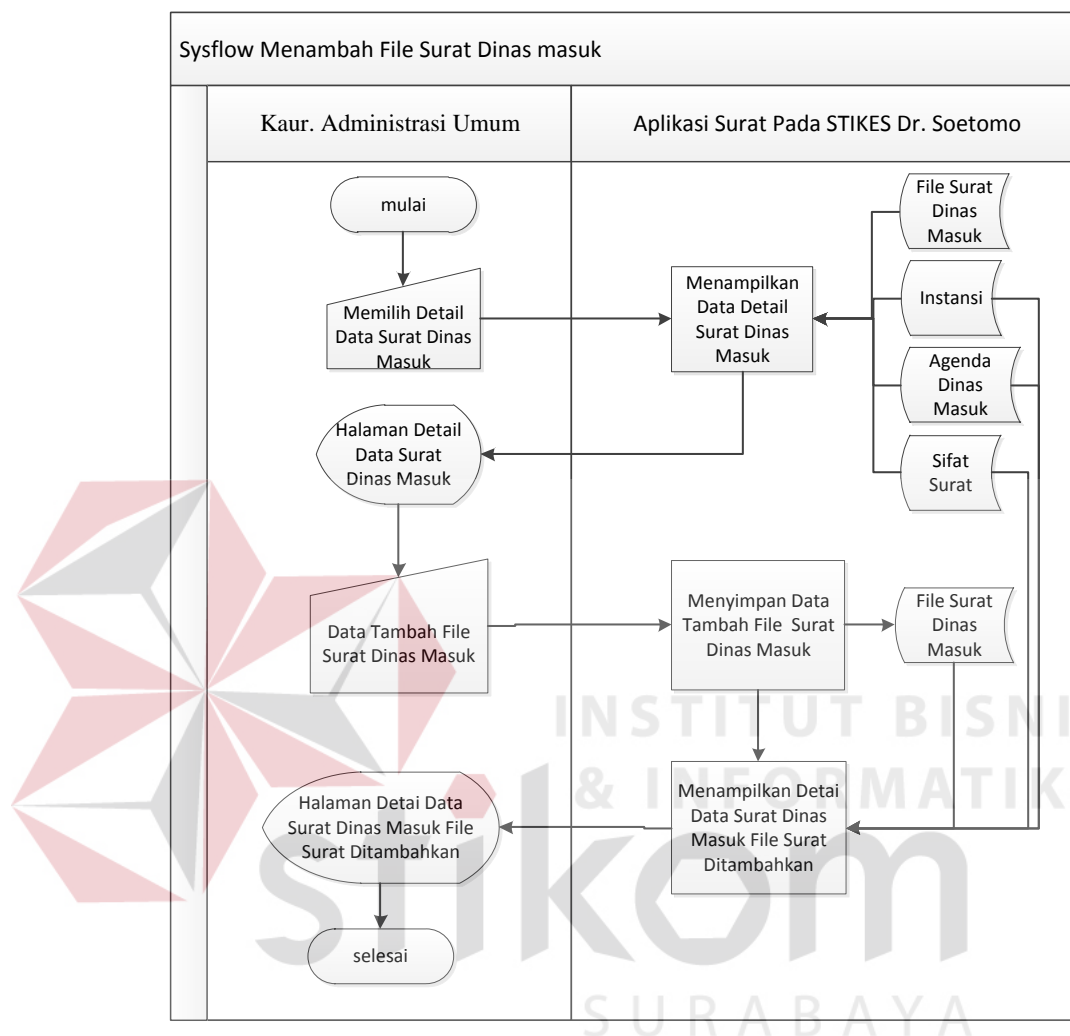 Sysflow Menambah File Surat Dinas masuk
Kaur. Administrasi Umum
Aplikasi Surat Pada STIKES Dr. Soetomo
mulai
Memilih Detail
Data Surat Dinas
Masuk
Menampilkan
Data Detail
Surat Dinas
Masuk
File Surat
Dinas
Masuk
Instansi
Agenda
Dinas
Masuk
Sifat
Surat
Halaman Detail
Data Surat
Dinas Masuk
Data Tambah File
Surat Dinas Masuk
Menyimpan Data
Tambah File Surat
Dinas Masuk
File Surat
Dinas
Masuk
Menampilkan Detai
Data Surat Dinas
Masuk File Surat
Ditambahkan
Halaman Detai Data
Surat Dinas Masuk File
Surat Ditambahkan
selesai
INSTITUT BISNI
& INFORMATIK
stikom
SURABAYA